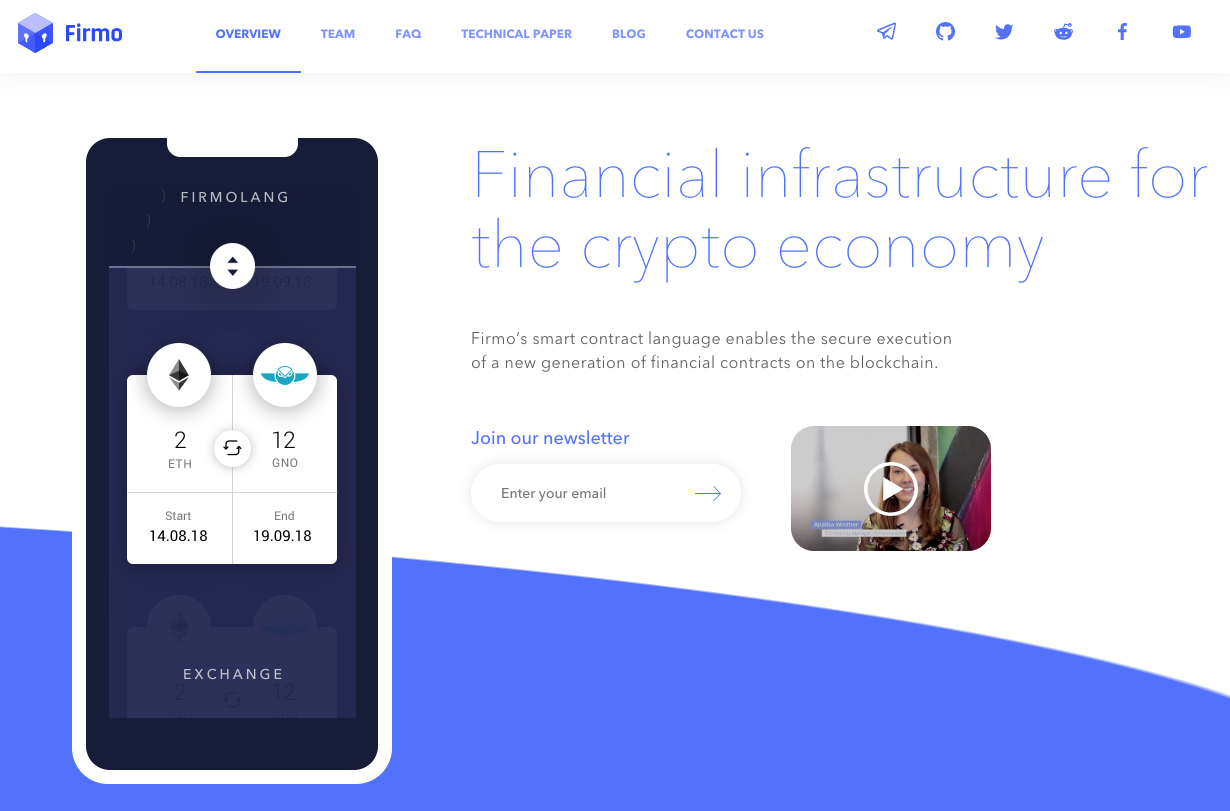 Firmo
OVERVIEW
TEAM
FAQ
TECHNICAL PAPER
BLOG
CONTACT US
Financial infrastructure for
the crypto economy
Firmo’s smart contract language enables the secure execution
of a new generation of financial contracts on the blockchain.
Join our newsletter
Enter your email
Analisa Winther
) FIRMOLANG
)
)
14.08.18 19.09.18
2 12
ETH GNO
Start End
14.08.18 19.09.18
EXCHANGE
2 12